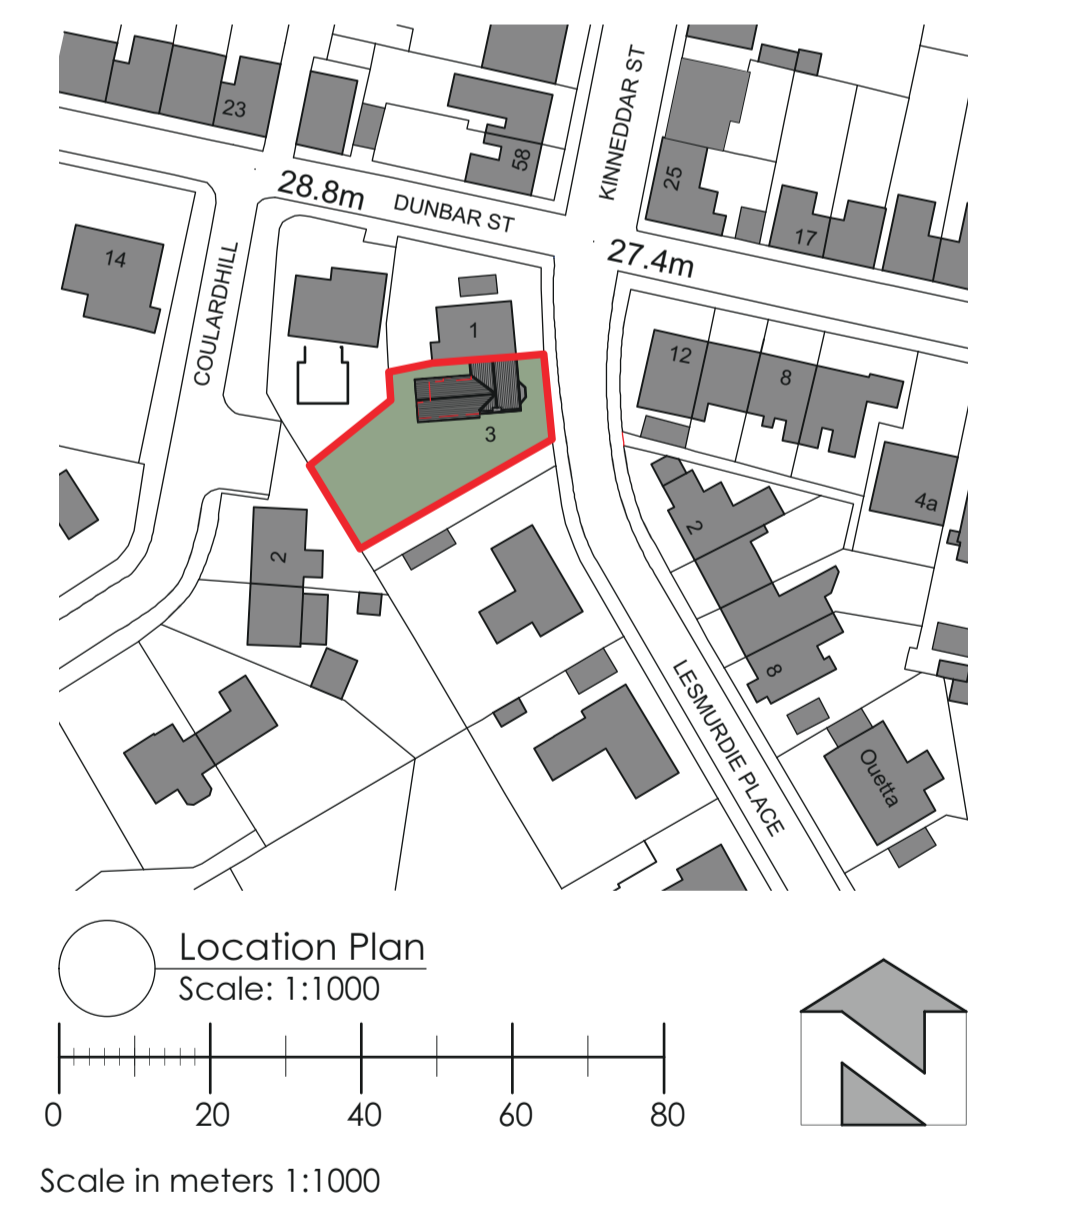 23
58
KINNEDDAR ST
25
17
28.8m
DUNBAR ST
27.4m
14
COULARDHILL
1
12
8
3
4a
2
2
8
LESMURDIE PLACE
Ouetta
Location Plan
Scale: 1:1000
0 20 40 60 80
Scale in meters 1:1000